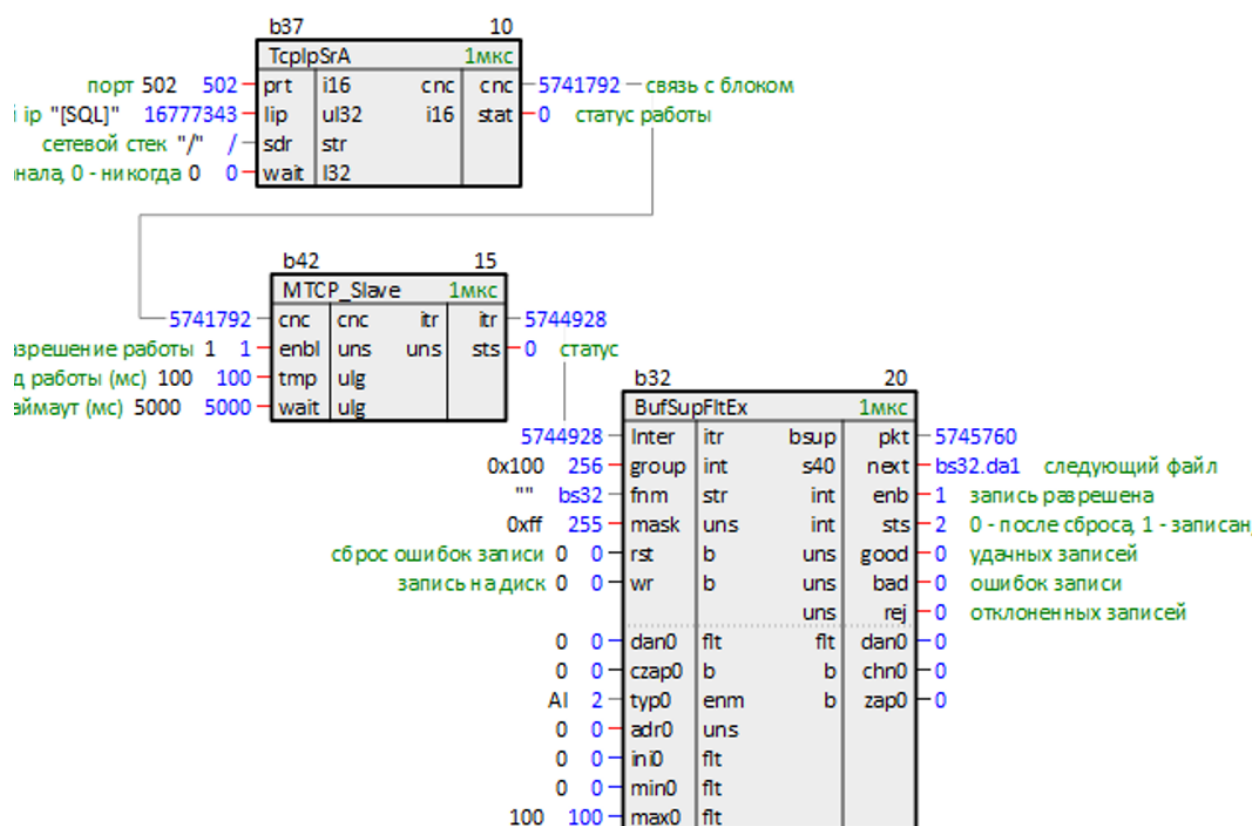 b37 10
TcpIpSrA 1мкс
порт 502 502 prt i16 cnc cnc 5741792 связь с блоком
й ip "[SQL]" 16777343 lip ul32 i16 stat 0 статус работы
сетевой стек "/" / sdr str
нала, 0 - никогда 0 0 wait l32
b42 15
MTCP_Slave 1мкс
5741792 cnc cnc itr itr 5744928
азрешение работы 1 1 enbl uns uns sts 0 статус
д работы (мс) 100 100 tmp ulg
аймаут (мс) 5000 5000 wait ulg
b32 20
BufSupFltEx 1мкс
5744928 Inter itr bsup pkt 5745760
0x100 256 group int s40 next bs32.da1 следующий файл
"" bs32 fnm str int enb 1 запись разрешена
0xff 255 mask uns int sts 2 0 - после сброса, 1 - записан
сброс ошибок записи 0 0 rst b uns good 0 удачных записей
запись на диск 0 0 wr b uns bad 0 ошибок записи
uns rej 0 отклоненных записей
0 0 dan0 flt flt dan0 0
0 0 czap0 b b chn0 0
AI 2 typ0 enm b zap0 0
0 0 adr0 uns
0 0 ini0 flt
0 0 min0 flt
100 100 max0 flt